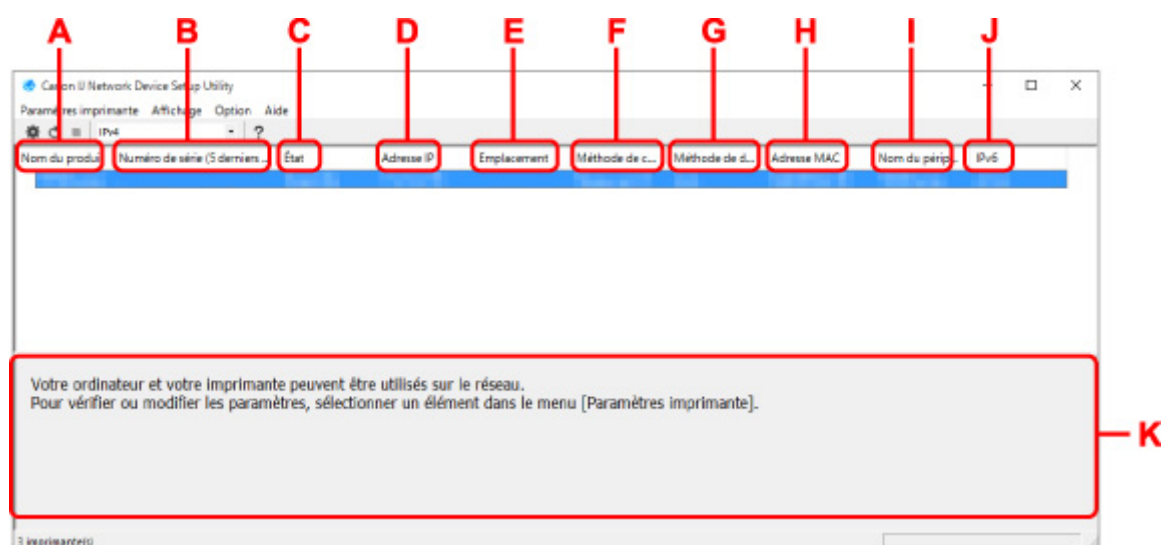 A B C D E F G H I J
Canon IJ Network Device Setup Utility
Paramètres imprimante Affichage Option Aide
IPv4 ?
Nom du produi Numéro de série (5 derniers ... État Adresse IP Emplacement Méthode de c... Méthode de d... Adresse MAC Nom du périp... IPv6
Votre ordinateur et votre imprimante peuvent être utilisés sur le réseau.
Pour vérifier ou modifier les paramètres, sélectionner un élément dans le menu [Paramètres imprimante].
K
3 imprimante(s)